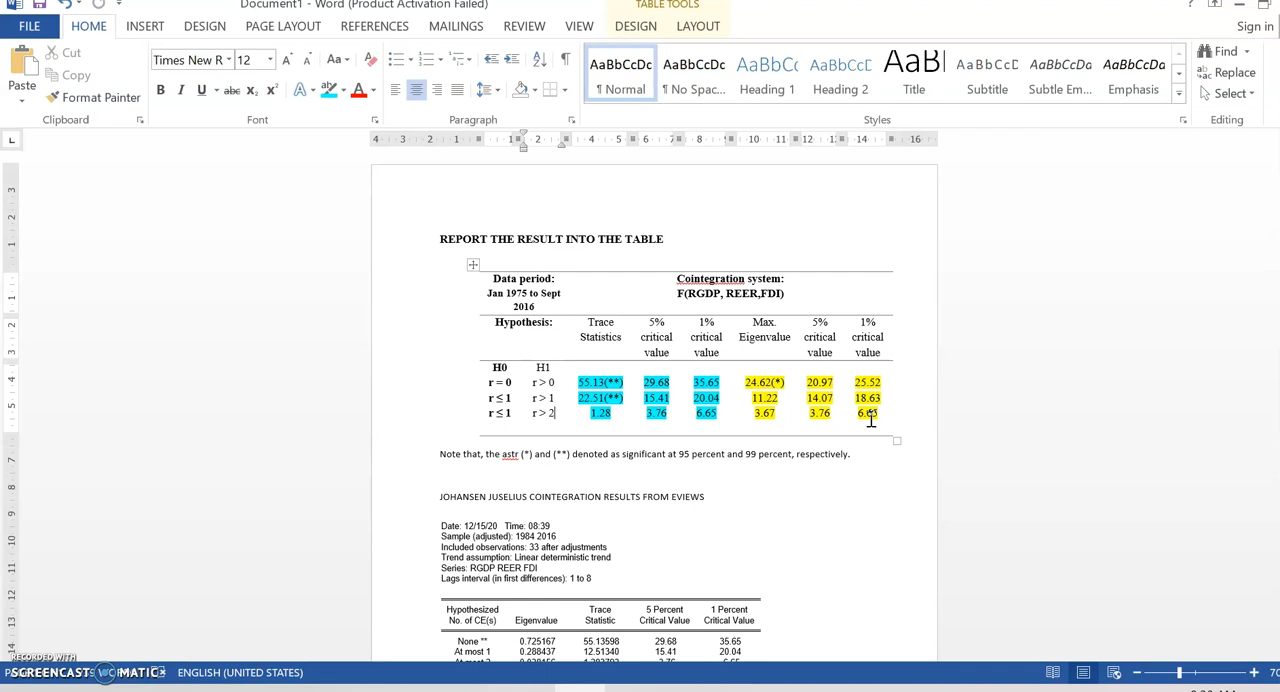 Document1 - Word (Product Activation Failed)
TABLE TOOLS
FILE HOME INSERT DESIGN PAGE LAYOUT REFERENCES MAILINGS REVIEW VIEW DESIGN LAYOUT Sign in
Paste
Cut
Copy
Format Painter
Clipboard
Times New R 12
Font
Paragraph
AaBbCcDc AaBbCcDc AaBbCc AaBbCcD AaBI AaBbCcD AaBbCcDa AaBbCcDa
¶ Normal ¶ No Spac... Heading 1 Heading 2 Title Subtitle Subtle Em... Emphasis
Styles
Find
Replace
Select
Editing
REPORT THE RESULT INTO THE TABLE
Data period:
Jan 1975 to Sept
2016
Cointegration system:
F(RGDP, REER,FDI)
Hypothesis: Trace Statistics 5% critical value 1% critical value Max. Eigenvalue 5% critical value 1% critical value
H0 H1
r = 0 r > 0 55.13(**) 29.68 35.65 24.62(*) 20.97 25.52
r ≤ 1 r > 1 22.51(**) 15.41 20.04 11.22 14.07 18.63
r ≤ 1 r > 2 1.28 3.76 6.65 3.67 3.76
Note that, the astr (*) and (**) denoted as significant at 95 percent and 99 percent, respectively.
JOHANSEN JUSELIUS COINTEGRATION RESULTS FROM EVIEWS
Date: 12/15/20 Time: 08:39
Sample (adjusted): 1984 2016
Included observations: 33 after adjustments
Trend assumption: Linear deterministic trend
Series: RGDP REER FDI
Lags interval (in first differences): 1 to 8
Hypothesized Trace 5 Percent 1 Percent
No. of CE(s) Eigenvalue Statistic Critical Value Critical Value
None ** 0.725167 55.13598 29.68 35.65
At most 1 0.288437 12.51340 15.41 20.04
RECORDED WITH
SCREENCAST MATIC
ENGLISH (UNITED STATES)